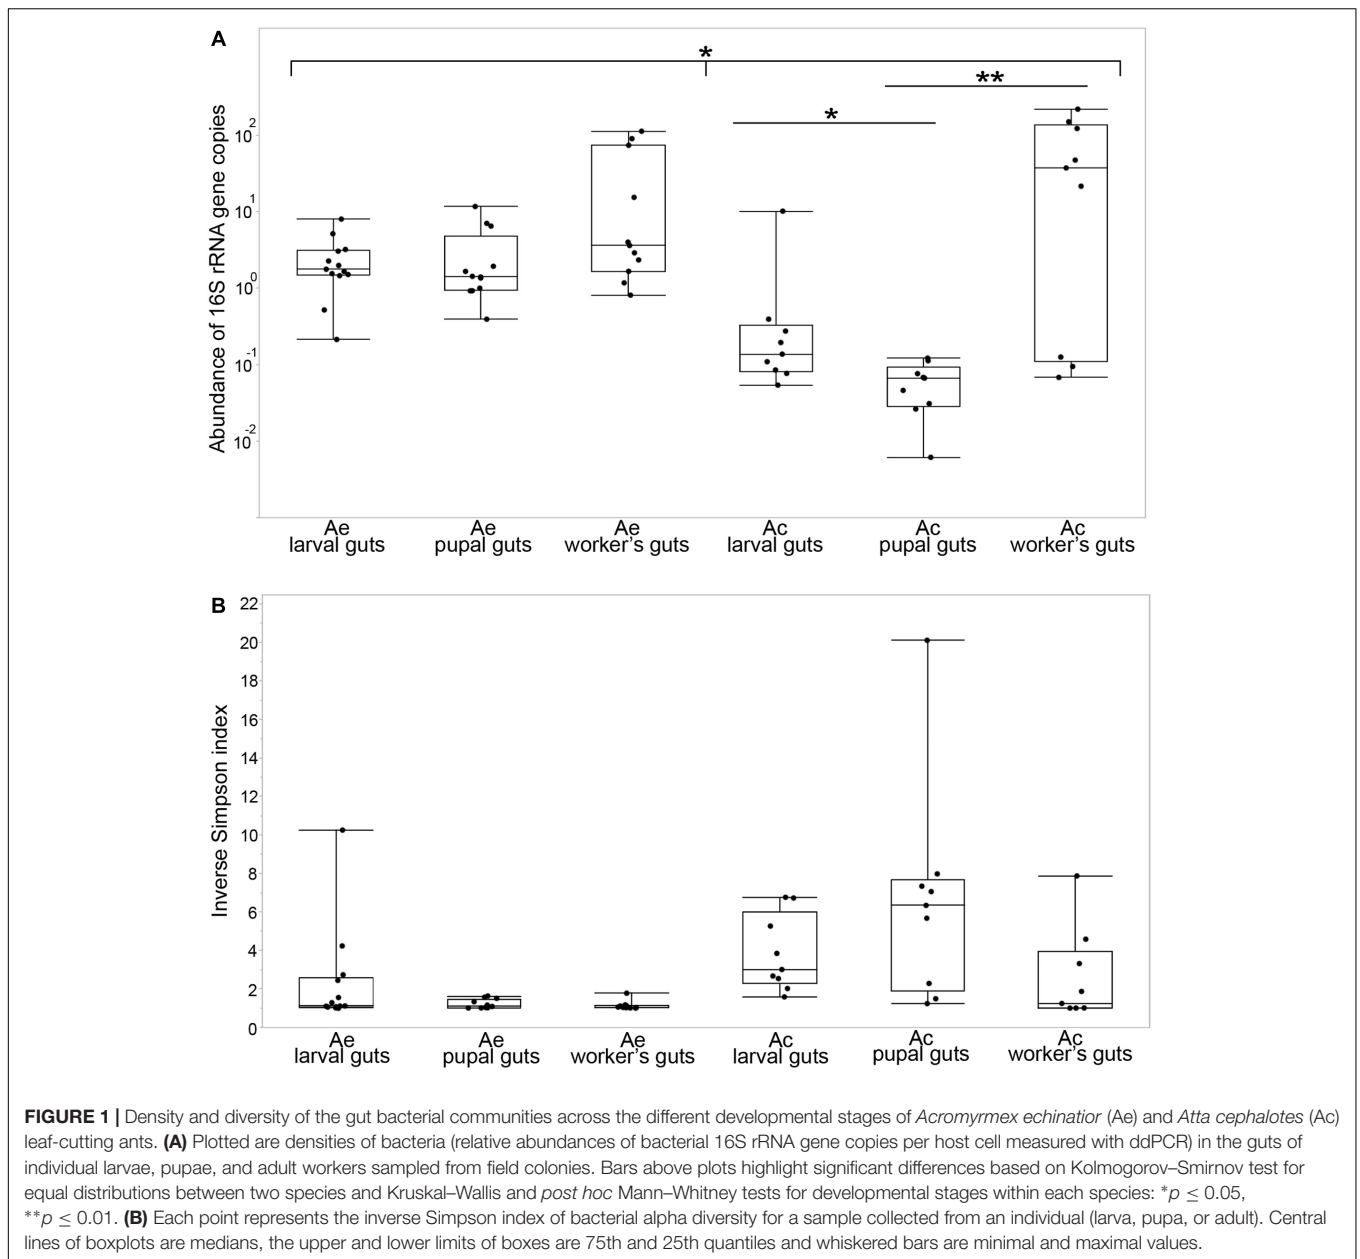 A
*
**
*
Abundance of 16S rRNA gene copies
10^2
10^1
10^0
10^-1
10^-2
Ae Ae Ae Ac Ac Ac
larval guts pupal guts worker's guts larval guts pupal guts worker's guts
B
Inverse Simpson index
22
20
18
16
14
12
10
8
6
4
2
0
Ae Ae Ae Ac Ac Ac
larval guts pupal guts worker's guts larval guts pupal guts worker's guts
FIGURE 1 | Density and diversity of the gut bacterial communities across the different developmental stages of Acromyrmex echinatior (Ae) and Atta cephalotes (Ac)
leaf-cutting ants. (A) Plotted are densities of bacteria (relative abundances of bacterial 16S rRNA gene copies per host cell measured with ddPCR) in the guts of
individual larvae, pupae, and adult workers sampled from field colonies. Bars above plots highlight significant differences based on Kolmogorov–Smirnov test for
equal distributions between two species and Kruskal–Wallis and post hoc Mann–Whitney tests for developmental stages within each species: *p ≤ 0.05,
**p ≤ 0.01. (B) Each point represents the inverse Simpson index of bacterial alpha diversity for a sample collected from an individual (larva, pupa, or adult). Central
lines of boxplots are medians, the upper and lower limits of boxes are 75th and 25th quantiles and whiskered bars are minimal and maximal values.